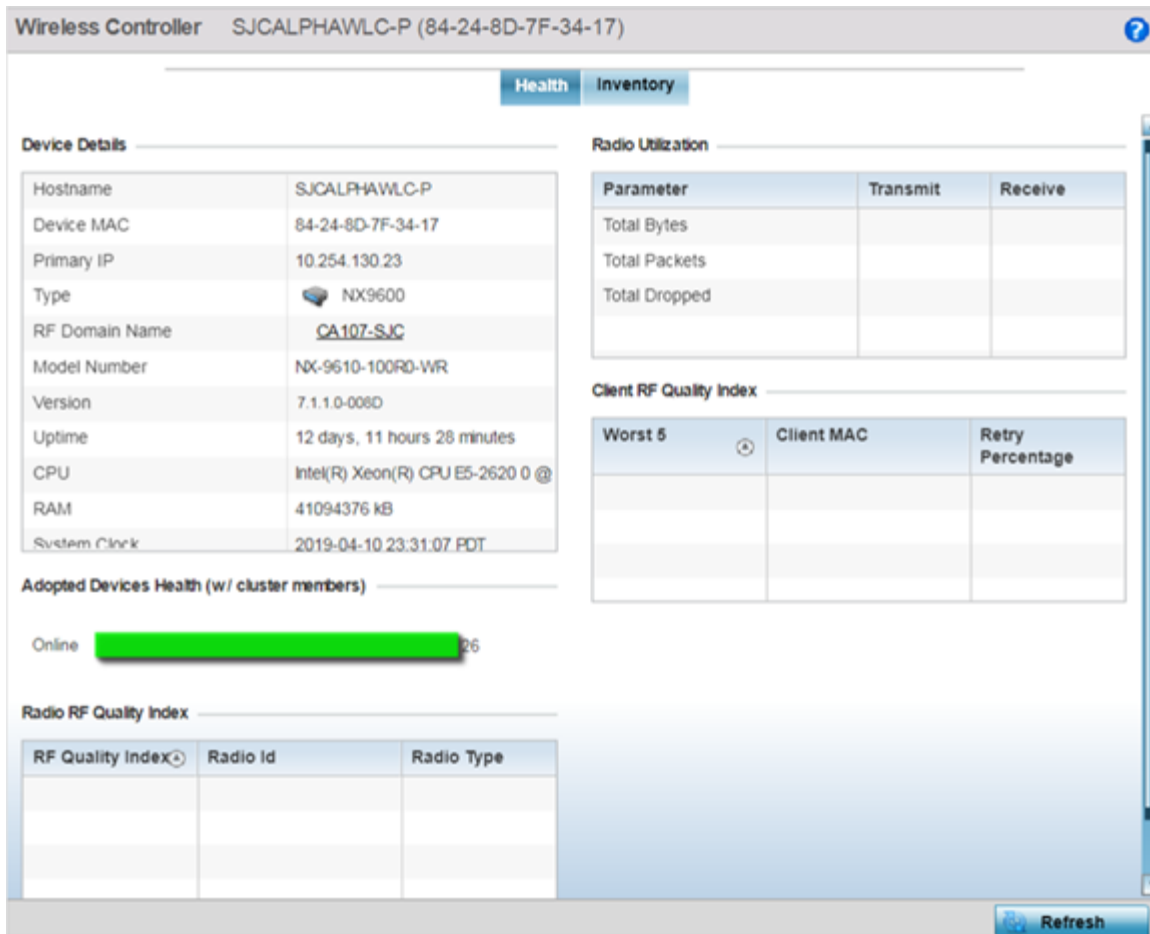 Wireless Controller SJCALPHAWLC-P (84-24-8D-7F-34-17)
?
Health Inventory
Device Details
Hostname SJCALPHAWLC-P
Device MAC 84-24-8D-7F-34-17
Primary IP 10.254.130.23
Type NX9600
RF Domain Name CA107-SJC
Model Number NX-9610-100R0-WR
Version 7.1.1.0-008D
Uptime 12 days, 11 hours 28 minutes
CPU Intel(R) Xeon(R) CPU E5-2620 0 @
RAM 41094376 kB
System Clock 2019-04-10 23:31:07 PDT
Adopted Devices Health (w/ cluster members)
Online 26
Radio RF Quality Index
RF Quality Index Radio Id Radio Type
Radio Utilization
Parameter Transmit Receive
Total Bytes
Total Packets
Total Dropped
Client RF Quality Index
Worst 5 Client MAC Retry
Percentage
Refresh